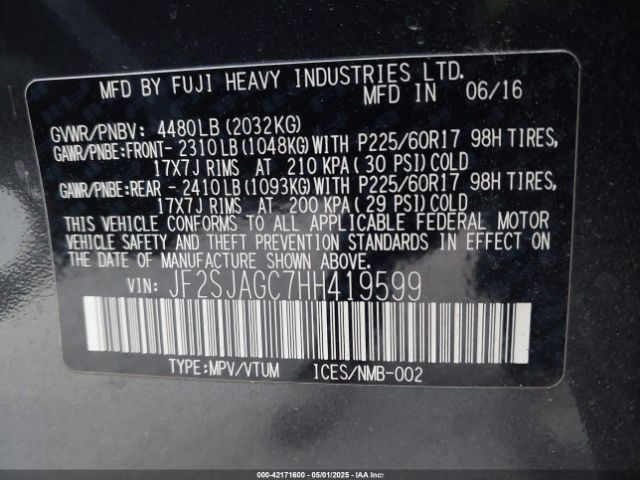 MFD BY FUJI HEAVY INDUSTRIES LTD.
MFD IN 06/16
GVWR/PNBV: 4480LB(2032KG)
GAWR/PNBE:FRONT- 2310LB(1048KG)WITH P225/60R17 98H TIRES,
17X7J RIMS AT 210 KPA(30 PSI)COLD
GAWR/PNBE:REAR - 2410LB(1093KG)WITH P225/60R17 98H TIRES,
17X7J RIMS AT 200 KPA(29 PSI)COLD
THIS VEHICLE CONFORMS TO ALL APPLICABLE FEDERAL MOTOR
VEHICLE SAFETY AND THEFT PREVENTION STANDARDS IN EFFECT
ON THE DATE OF MANUFACTURE SHOWN ABOVE.
VIN: JF2SJAGC7HH419599
TYPE:MPV/VTUM ICES/NMB-002
000-42171600 - 05/01/2025 - IAAI.COM